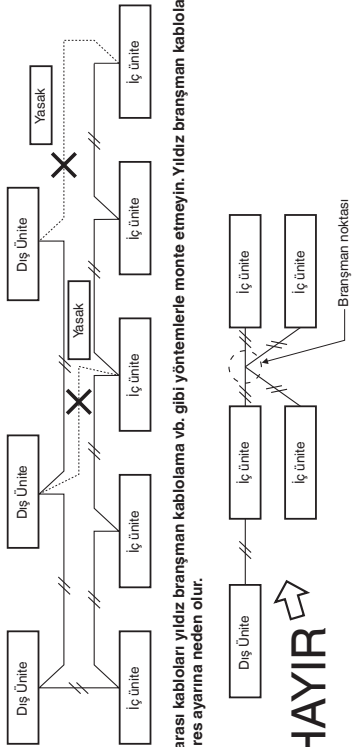 Dış Ünite
Dış Ünite
Dış Ünite
Yasak
Yasak
İç ünite
İç ünite
İç ünite
İç ünite
İç ünite
arası kabloları yıldız branşman kablolama vb. gibi yöntemlerle monte etmeyin. Yıldız branşman kablola
res ayarına neden olur.
Dış Ünite
İç ünite
İç ünite
İç ünite
İç ünite
Branşman noktası
HAYIR